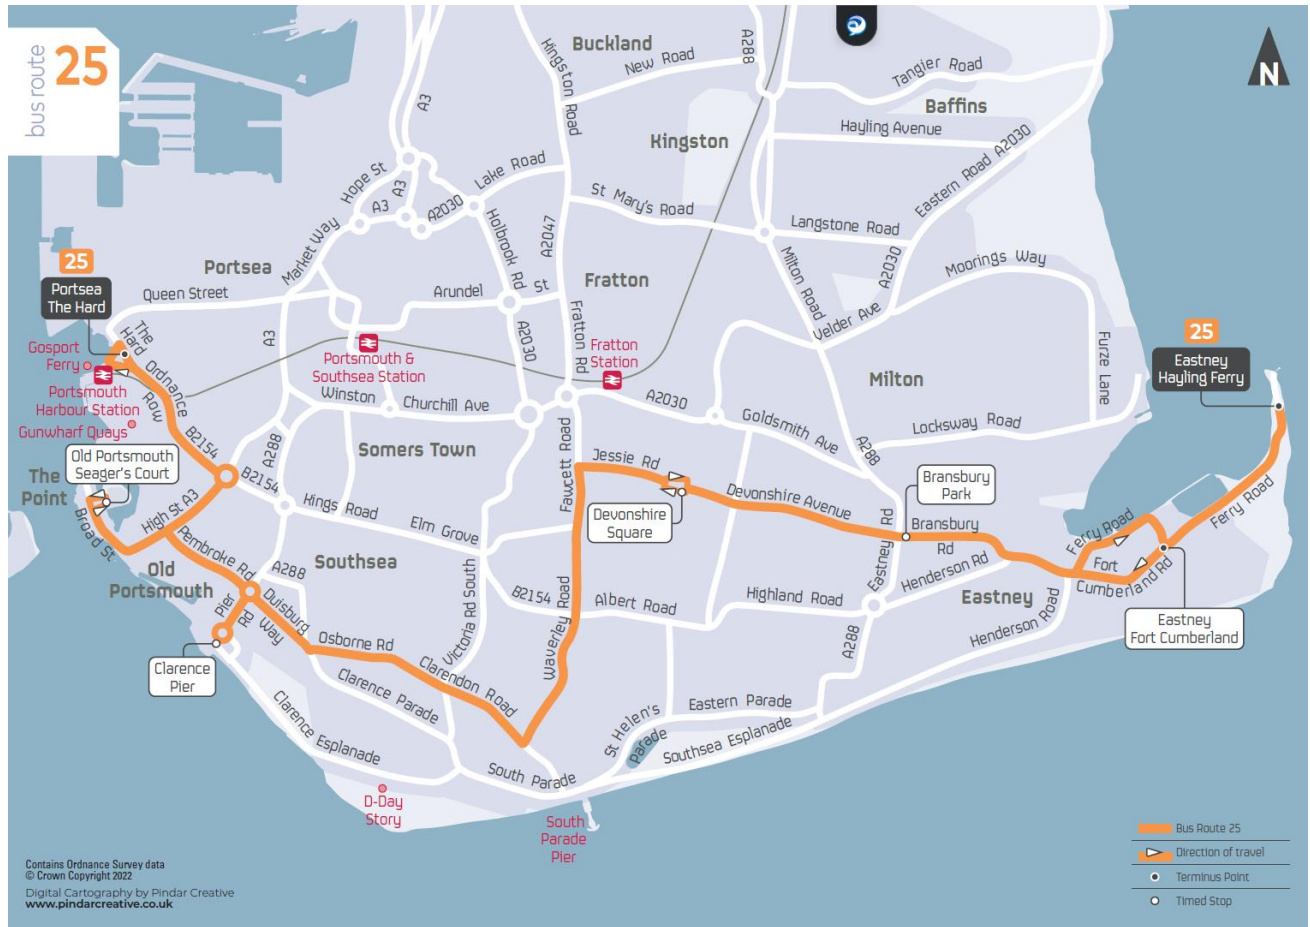 bus route
25
Buckland
New Road
A288
Kingston Road
A3
Tangier Road
Baffins
Hayling Avenue
Kingston
Eastern Road A2030
N
Hope St
Lake Road
A3
A3
A2030
St Mary's Road
Langstone Road
Market Way
Holbrook Rd
A2047
Milton Road
A2030
Moorings Way
25
Portsea
The Hard
Portsea
Queen Street
Arundel
St
Fratton
Velder Ave
Furze Lane
The
Hard
A3
A2030
Fratton Rd
Gosport
Ferry
Portsmouth &
Southsea Station
Fratton
Station
25
Eastney
Hayling Ferry
Portsmouth
Harbour Station
Ordnance
Row
Winston
Churchill Ave
A2030
Milton
Gunwharf Quays
B2154
A288
Goldsmith Ave
Locksway Road
Old Portsmouth
Seager's Court
Somers Town
Fawcett Road
Jessie Rd
A288
The
Point
B2154
Kings Road
Elm Grove
Devonshire
Square
Devonshire Avenue
Bransbury
Park
Broad St
High St A3
Bransbury
Rd
Ferry Road
Ferry Road
Pembroke Rd
Southsea
Old
Portsmouth
A288
Eastney
Rd
Henderson Rd
Fort
Cumberland Rd
Pier
Rd
Duisburg
Way
Victoria Rd South
B2154
Albert Road
Highland Road
Eastney
Henderson Road
Eastney
Fort Cumberland
Osborne Rd
Waverley Road
A288
Clarence
Pier
Clarendon Road
Clarence Parade
Clarence Esplanade
St Helen's
Parade
Eastern Parade
Southsea Esplanade
South Parade
D-Day
Story
South
Parade
Pier
Bus Route 25
Direction of travel
Terminus Point
Timed Stop
Contains Ordnance Survey data
© Crown Copyright 2022
Digital Cartography by Pindar Creative
www.pindarcreative.co.uk